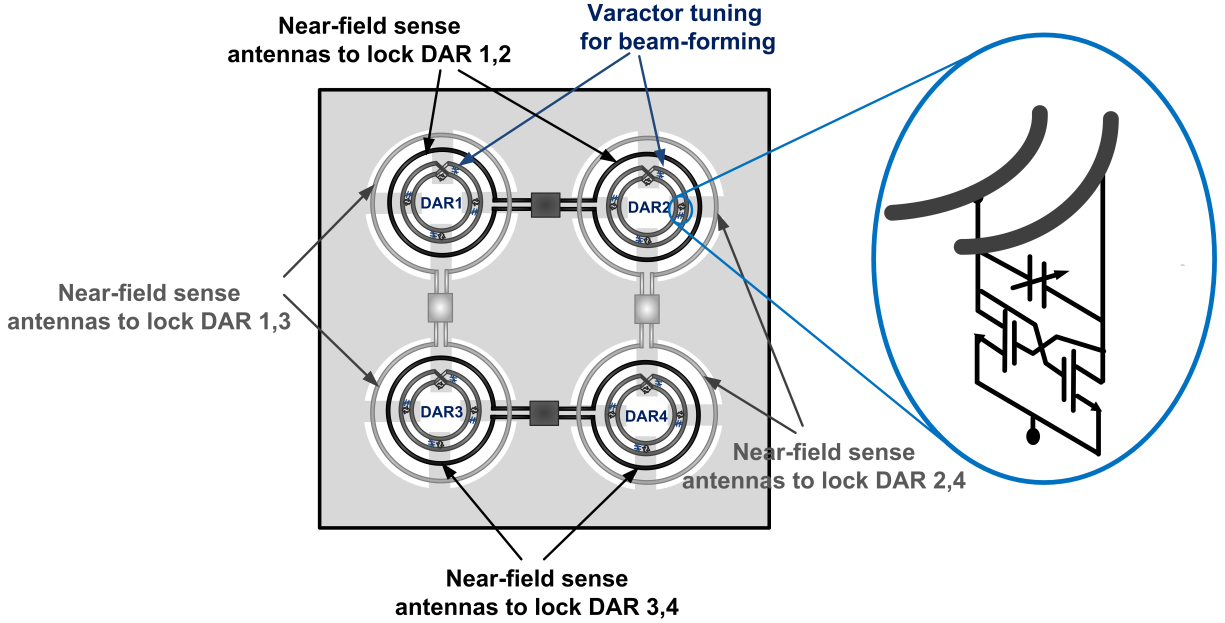 Near-field sense
antennas to lock DAR 1,2
Varactor tuning
for beam-forming
DAR1
DAR2
Near-field sense
antennas to lock DAR 1,3
DAR3
DAR4
Near-field sense
antennas to lock DAR 2,4
Near-field sense
antennas to lock DAR 3,4